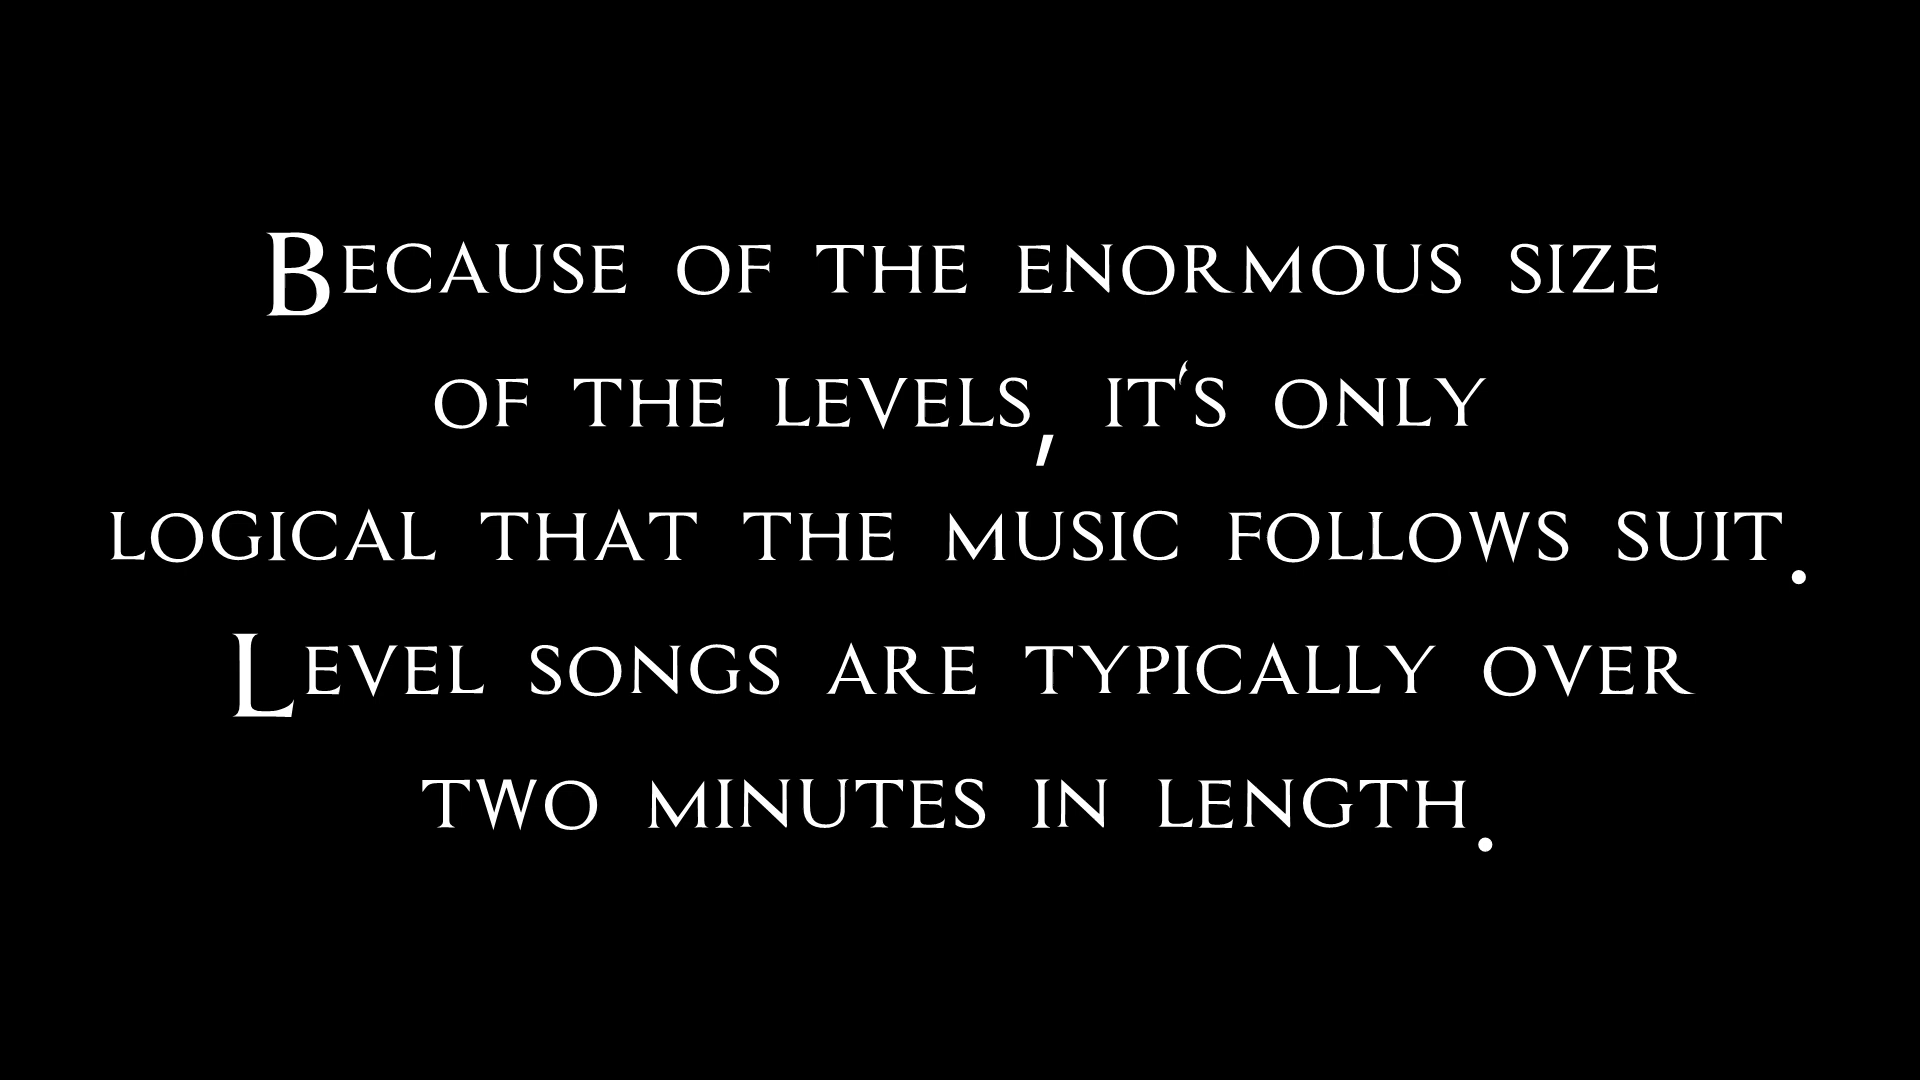 Because of the enormous size
of the levels, it's only
logical that the music follows suit.
Level songs are typically over
two minutes in length.